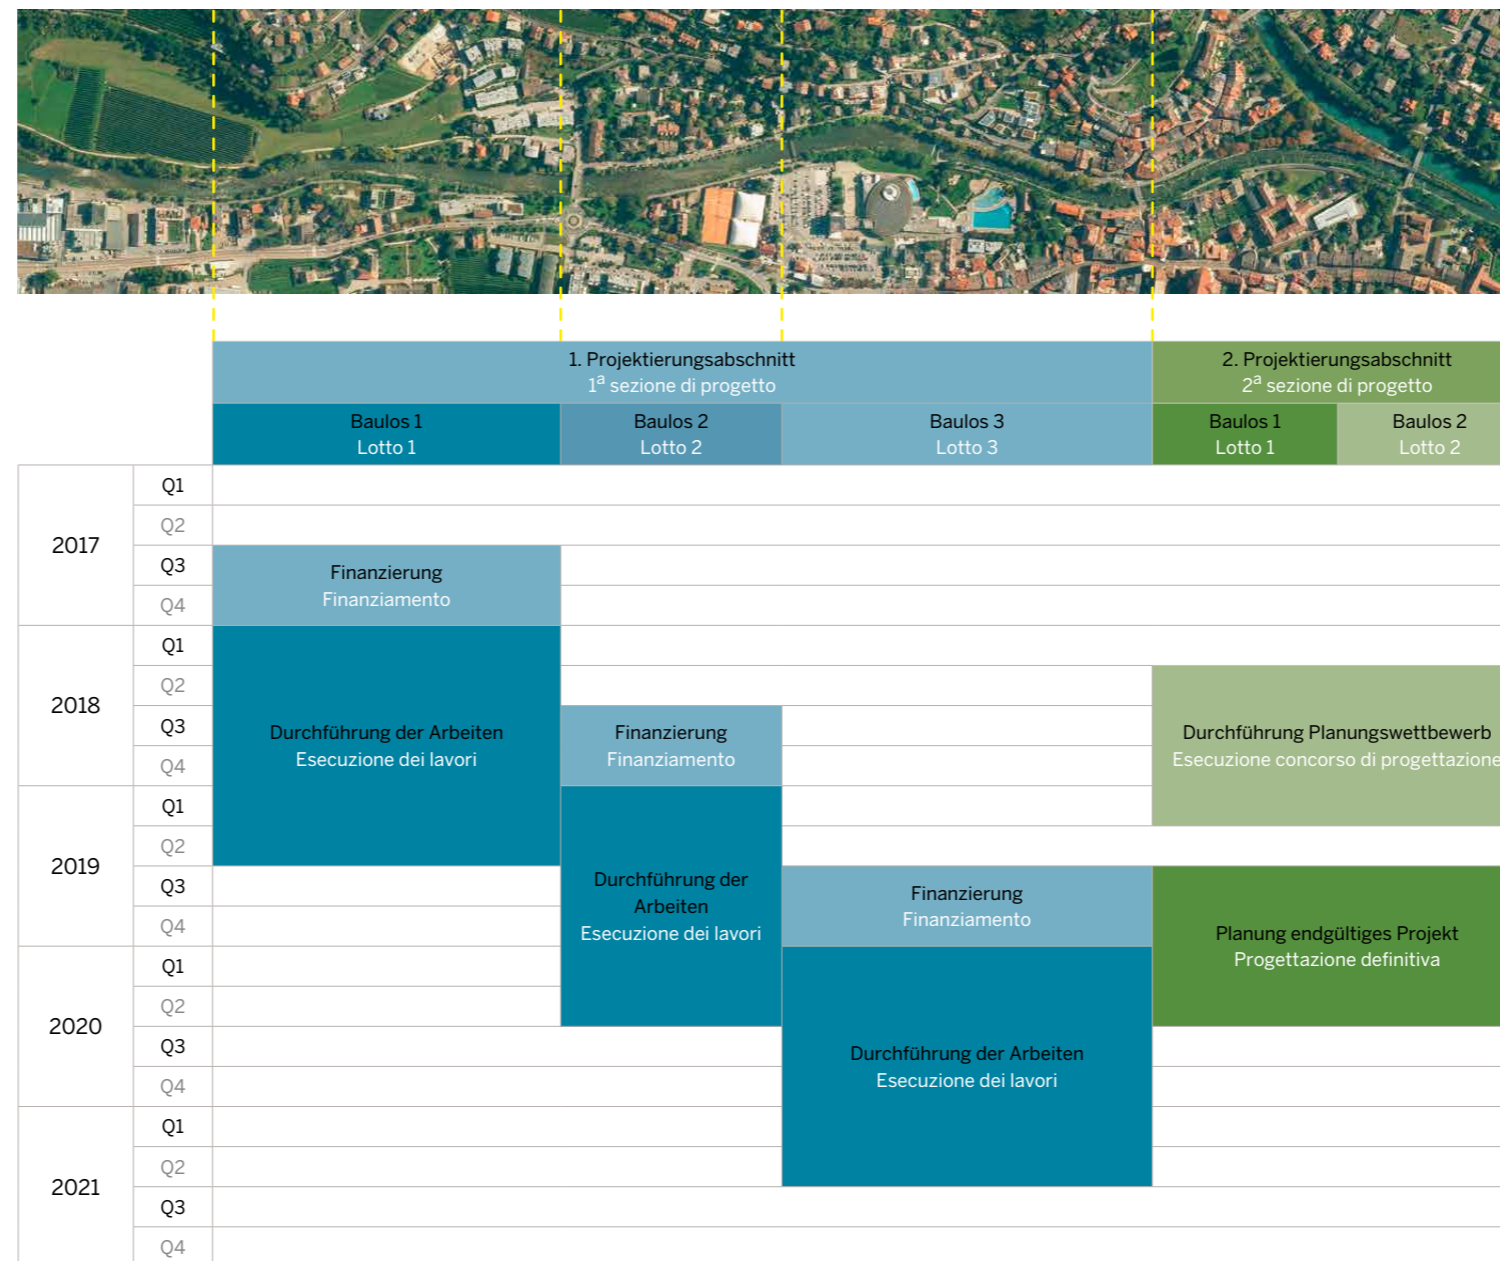 1. Projektierungsabschnitt
1ª sezione di progetto
2. Projektierungsabschnitt
2ª sezione di progetto
Baulos 1
Lotto 1
Baulos 2
Lotto 2
Baulos 3
Lotto 3
Baulos 1
Lotto 1
Baulos 2
Lotto 2
2017
Q1
Q2
Q3
Q4
Finanzierung
Finanziamento
2018
Q1
Q2
Q3
Q4
Durchführung der Arbeiten
Esecuzione dei lavori
Finanzierung
Finanziamento
Durchführung Planungswettbewerb
Esecuzione concorso di progettazione
2019
Q1
Q2
Q3
Q4
Durchführung der
Arbeiten
Esecuzione dei lavori
Finanzierung
Finanziamento
Planung endgültiges Projekt
Progettazione definitiva
2020
Q1
Q2
Q3
Q4
Durchführung der Arbeiten
Esecuzione dei lavori
2021
Q1
Q2
Q3
Q4